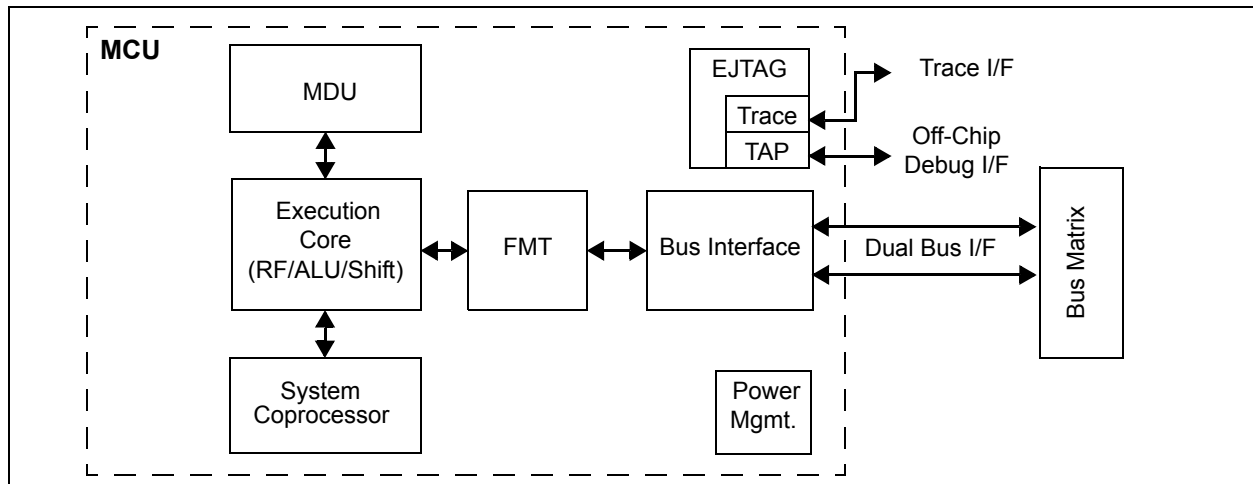 MCU
MDU
EJTAG
Trace
TAP
Trace I/F
Off-Chip
Debug I/F
Execution
Core
(RF/ALU/Shift)
FMT
Bus Interface
Dual Bus I/F
Bus Matrix
System
Coprocessor
Power
Mgmt.